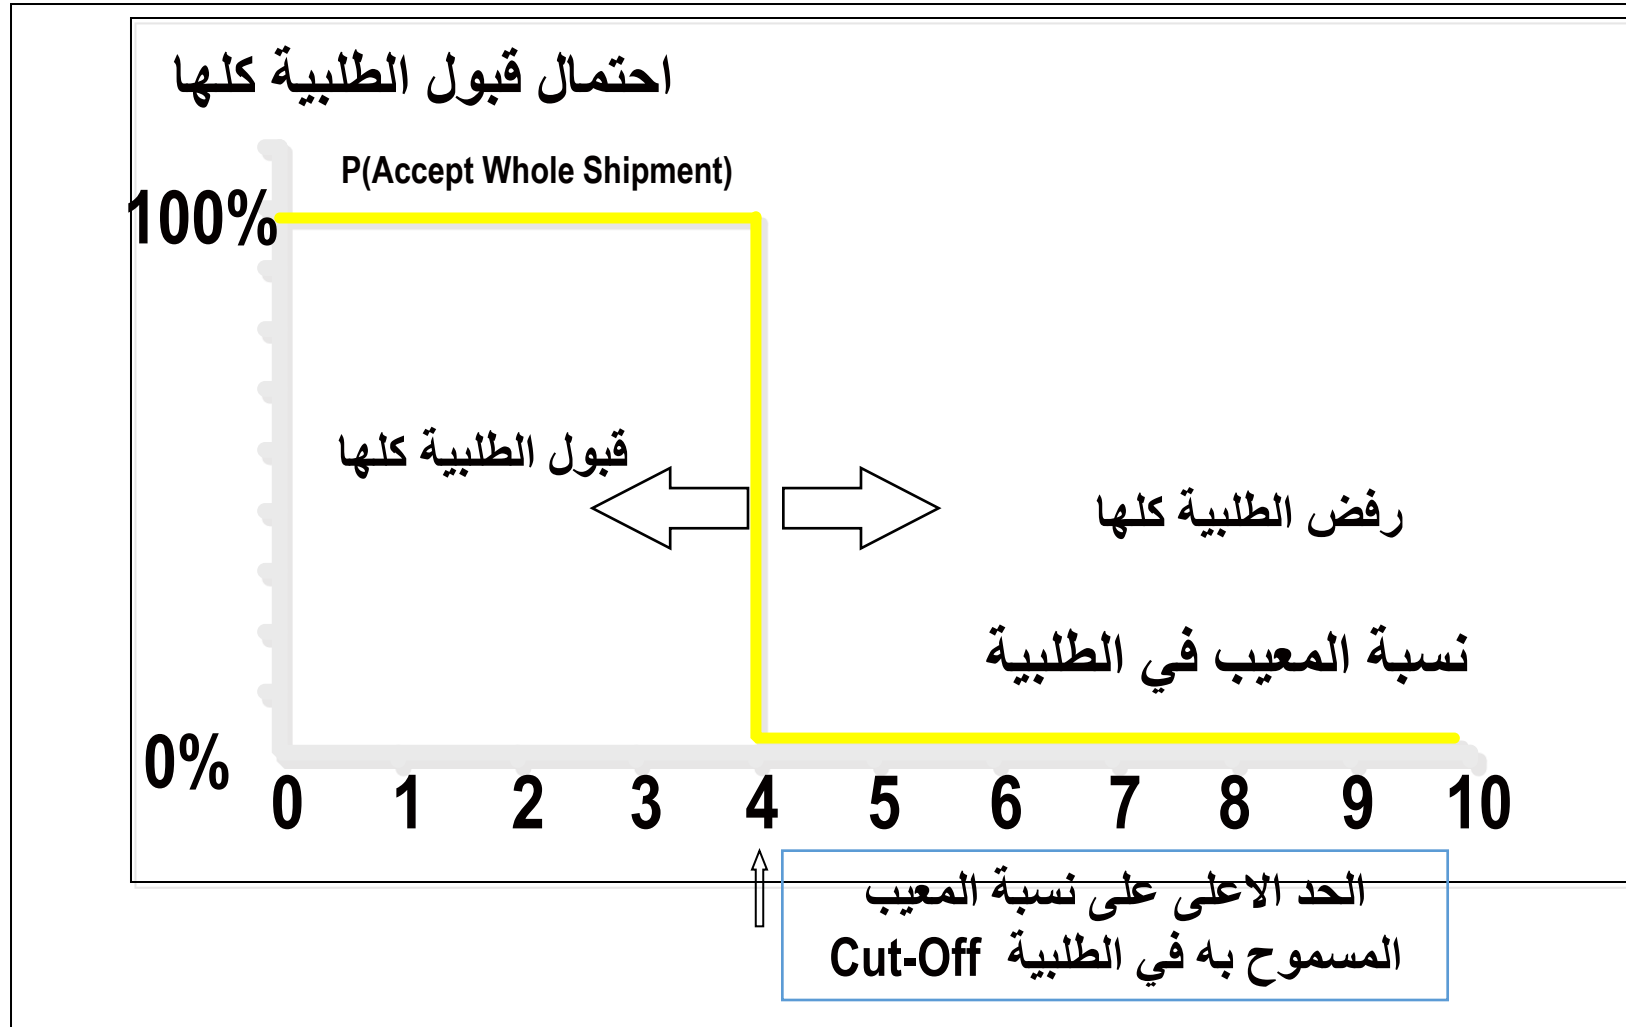 احتمال قبول الطلبية كلها
P(Accept Whole Shipment)
100%
قبول الطلبية كلها
رفض الطلبية كلها
نسبة المعيب في الطلبية
0%
0 1 2 3 4 5 6 7 8 9 10
الحد الاعلى على نسبة المعيب
المسموح به في الطلبية Cut-Off